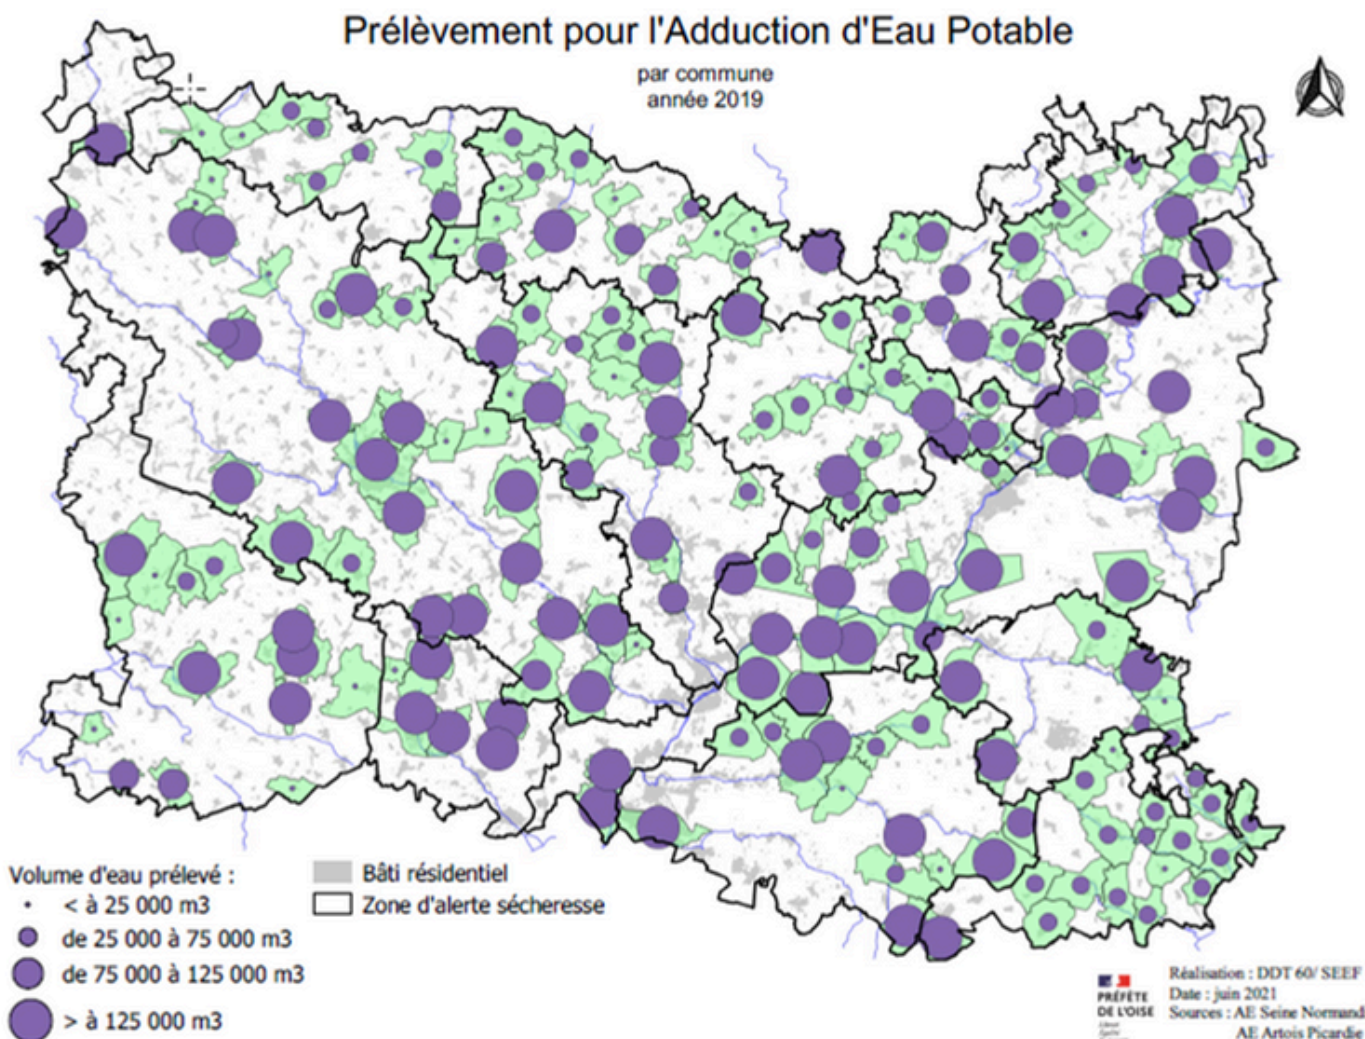 Prélèvement pour l'Adduction d'Eau Potable
par commune
année 2019
Volume d'eau prélevé :
< à 25 000 m3
de 25 000 à 75 000 m3
de 75 000 à 125 000 m3
> à 125 000 m3
Bâti résidentiel
Zone d'alerte sécheresse
PRÉFÈTE
DE L'OISE
Réalisation : DDT 60/ SEEF
Date : juin 2021
Sources : AE Seine Normand
AE Artois Picardie